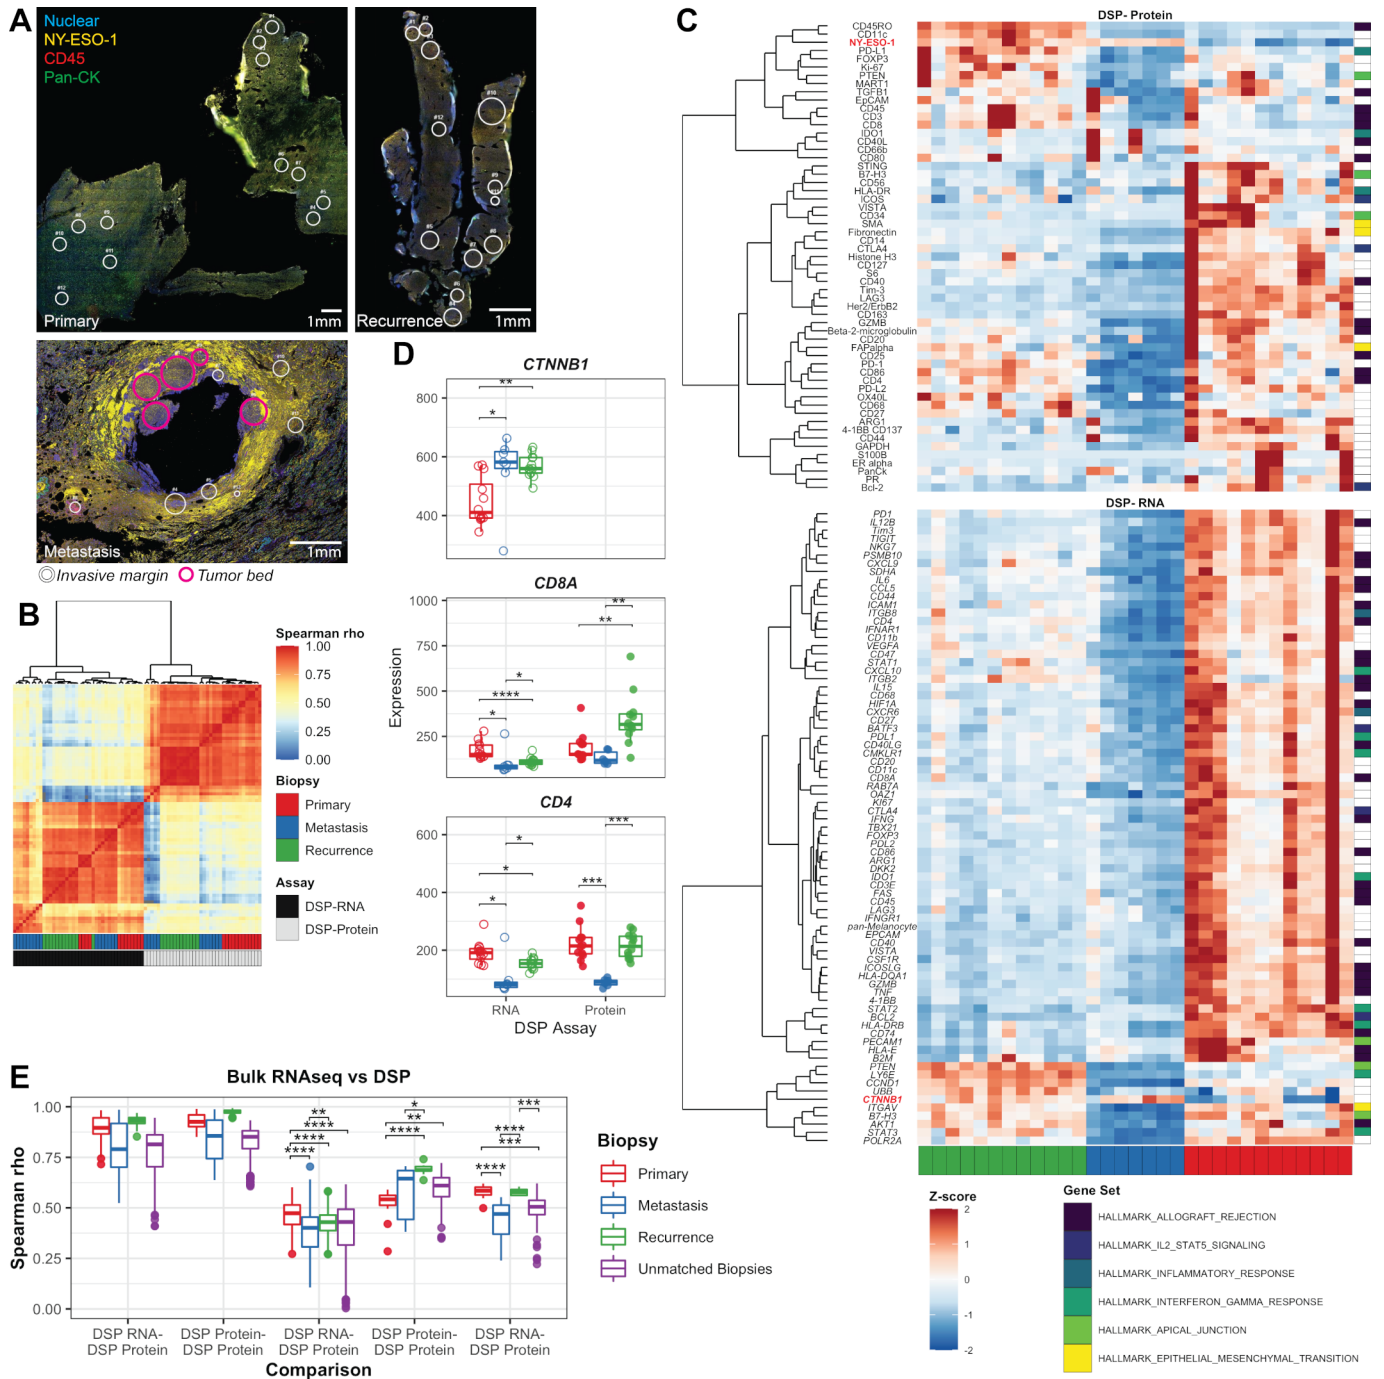 A
Nuclear
NY-ESO-1
CD45
Pan-CK
Primary
1mm
Recurrence
1mm
Metastasis
1mm
Invasive margin
Tumor bed
B
Spearman rho
1.00
0.75
0.50
0.25
0.00
Biopsy
Primary
Metastasis
Recurrence
Assay
DSP-RNA
DSP-Protein
C
DSP- Protein
CD45RO
CD11c
NY-ESO-1
PD-L1
FOXP3
Ki-67
PTEN
MART1
TGFB1
EpCAM
CD45
CD3
CD8
IDO1
CD40L
CD66b
CD80
STING
B7-H3
CD56
HLA-DR
ICOS
VISTA
CD34
SMA
Fibronectin
CD14
CTLA4
Histone H3
CD127
S6
CD40
Tim-3
LAG3
Her2/ErbB2
CD163
GZMB
Beta-2-microglobulin
CD20
FAPalpha
CD25
PD-1
CD86
CD4
PD-L2
OX40L
CD68
CD27
ARG1
4-1BB CD137
CD44
GAPDH
S100B
ER alpha
PanCk
PR
Bcl-2
DSP- RNA
PD1
IL12B
Tim3
TIGIT
NKG7
PSMB10
CXCL9
SDHA
IL6
CCL5
CD44
ICAM1
ITGB8
CD4
IFNAR1
CD11b
VEGFA
CD47
STAT1
CXCL10
ITGB2
IL15
CD68
HIF1A
CXCR6
CD27
BATF3
PDL1
CD40LG
CMKLR1
CD20
CD11c
CD8A
RAB7A
OAZ1
KI67
CTLA4
IFNG
TBX21
FOXP3
PDL2
CD86
ARG1
DKK2
IDO1
CD3E
FAS
CD45
LAG3
IFNGR1
pan-Melanocyte
EPCAM
CD40
VISTA
CSF1R
ICOSLG
HLA-DQA1
GZMB
TNF
4-1BB
STAT2
BCL2
HLA-DRB
CD74
PECAM1
HLA-E
B2M
PTEN
LY6E
CCND1
UBB
CTNNB1
ITGAV
B7-H3
AKT1
STAT3
POLR2A
Z-score
2
1
0
-1
-2
Gene Set
HALLMARK_ALLOGRAFT_REJECTION
HALLMARK_IL2_STAT5_SIGNALING
HALLMARK_INFLAMMATORY_RESPONSE
HALLMARK_INTERFERON_GAMMA_RESPONSE
HALLMARK_APICAL_JUNCTION
HALLMARK_EPITHELIAL_MESENCHYMAL_TRANSITION
D
CTNNB1
**
*
800
600
400
CD8A
**
**
*
****
*
1000
750
500
250
Expression
CD4
***
*
*
***
*
600
400
200
RNA Protein
DSP Assay
E
Bulk RNAseq vs DSP
**
****
****
****
*
**
****
***
****
***
****
1.00
0.75
0.50
0.25
0.00
Spearman rho
DSP RNA-
DSP Protein
DSP Protein-
DSP Protein
DSP RNA-
DSP Protein
DSP Protein-
DSP Protein
DSP RNA-
DSP Protein
Comparison
Biopsy
Primary
Metastasis
Recurrence
Unmatched Biopsies